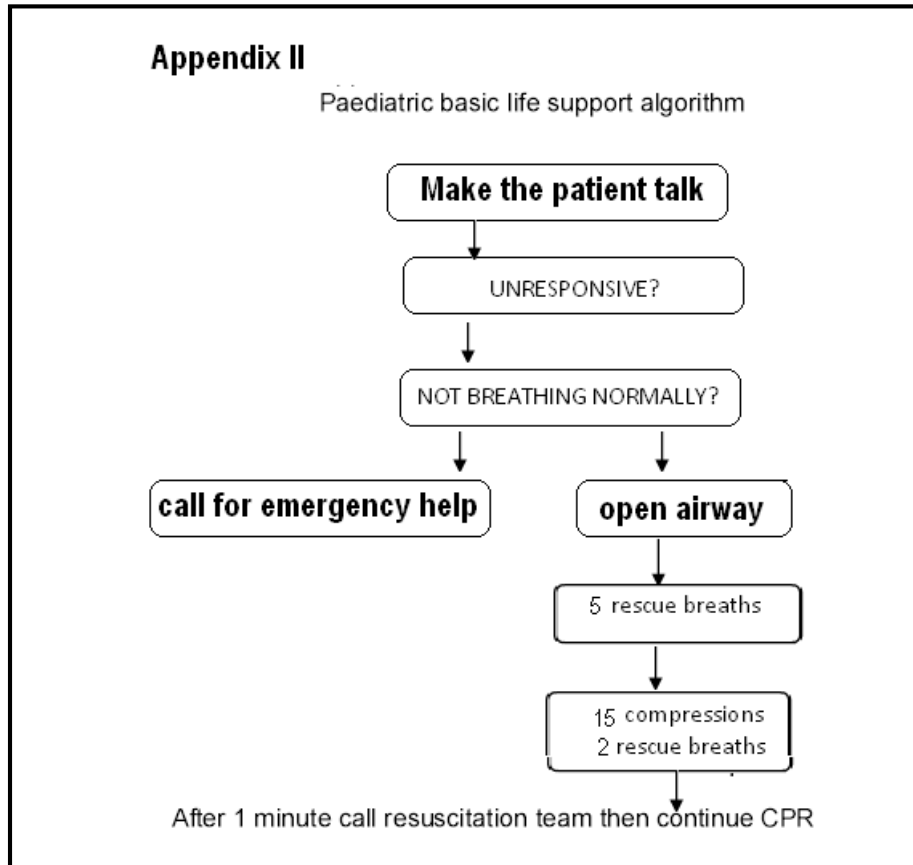 Appendix II
Paediatric basic life support algorithm
Make the patient talk
UNRESPONSIVE?
NOT BREATHING NORMALLY?
call for emergency help
open airway
5 rescue breaths
15 compressions
2 rescue breaths
After 1 minute call resuscitation team then continue CPR